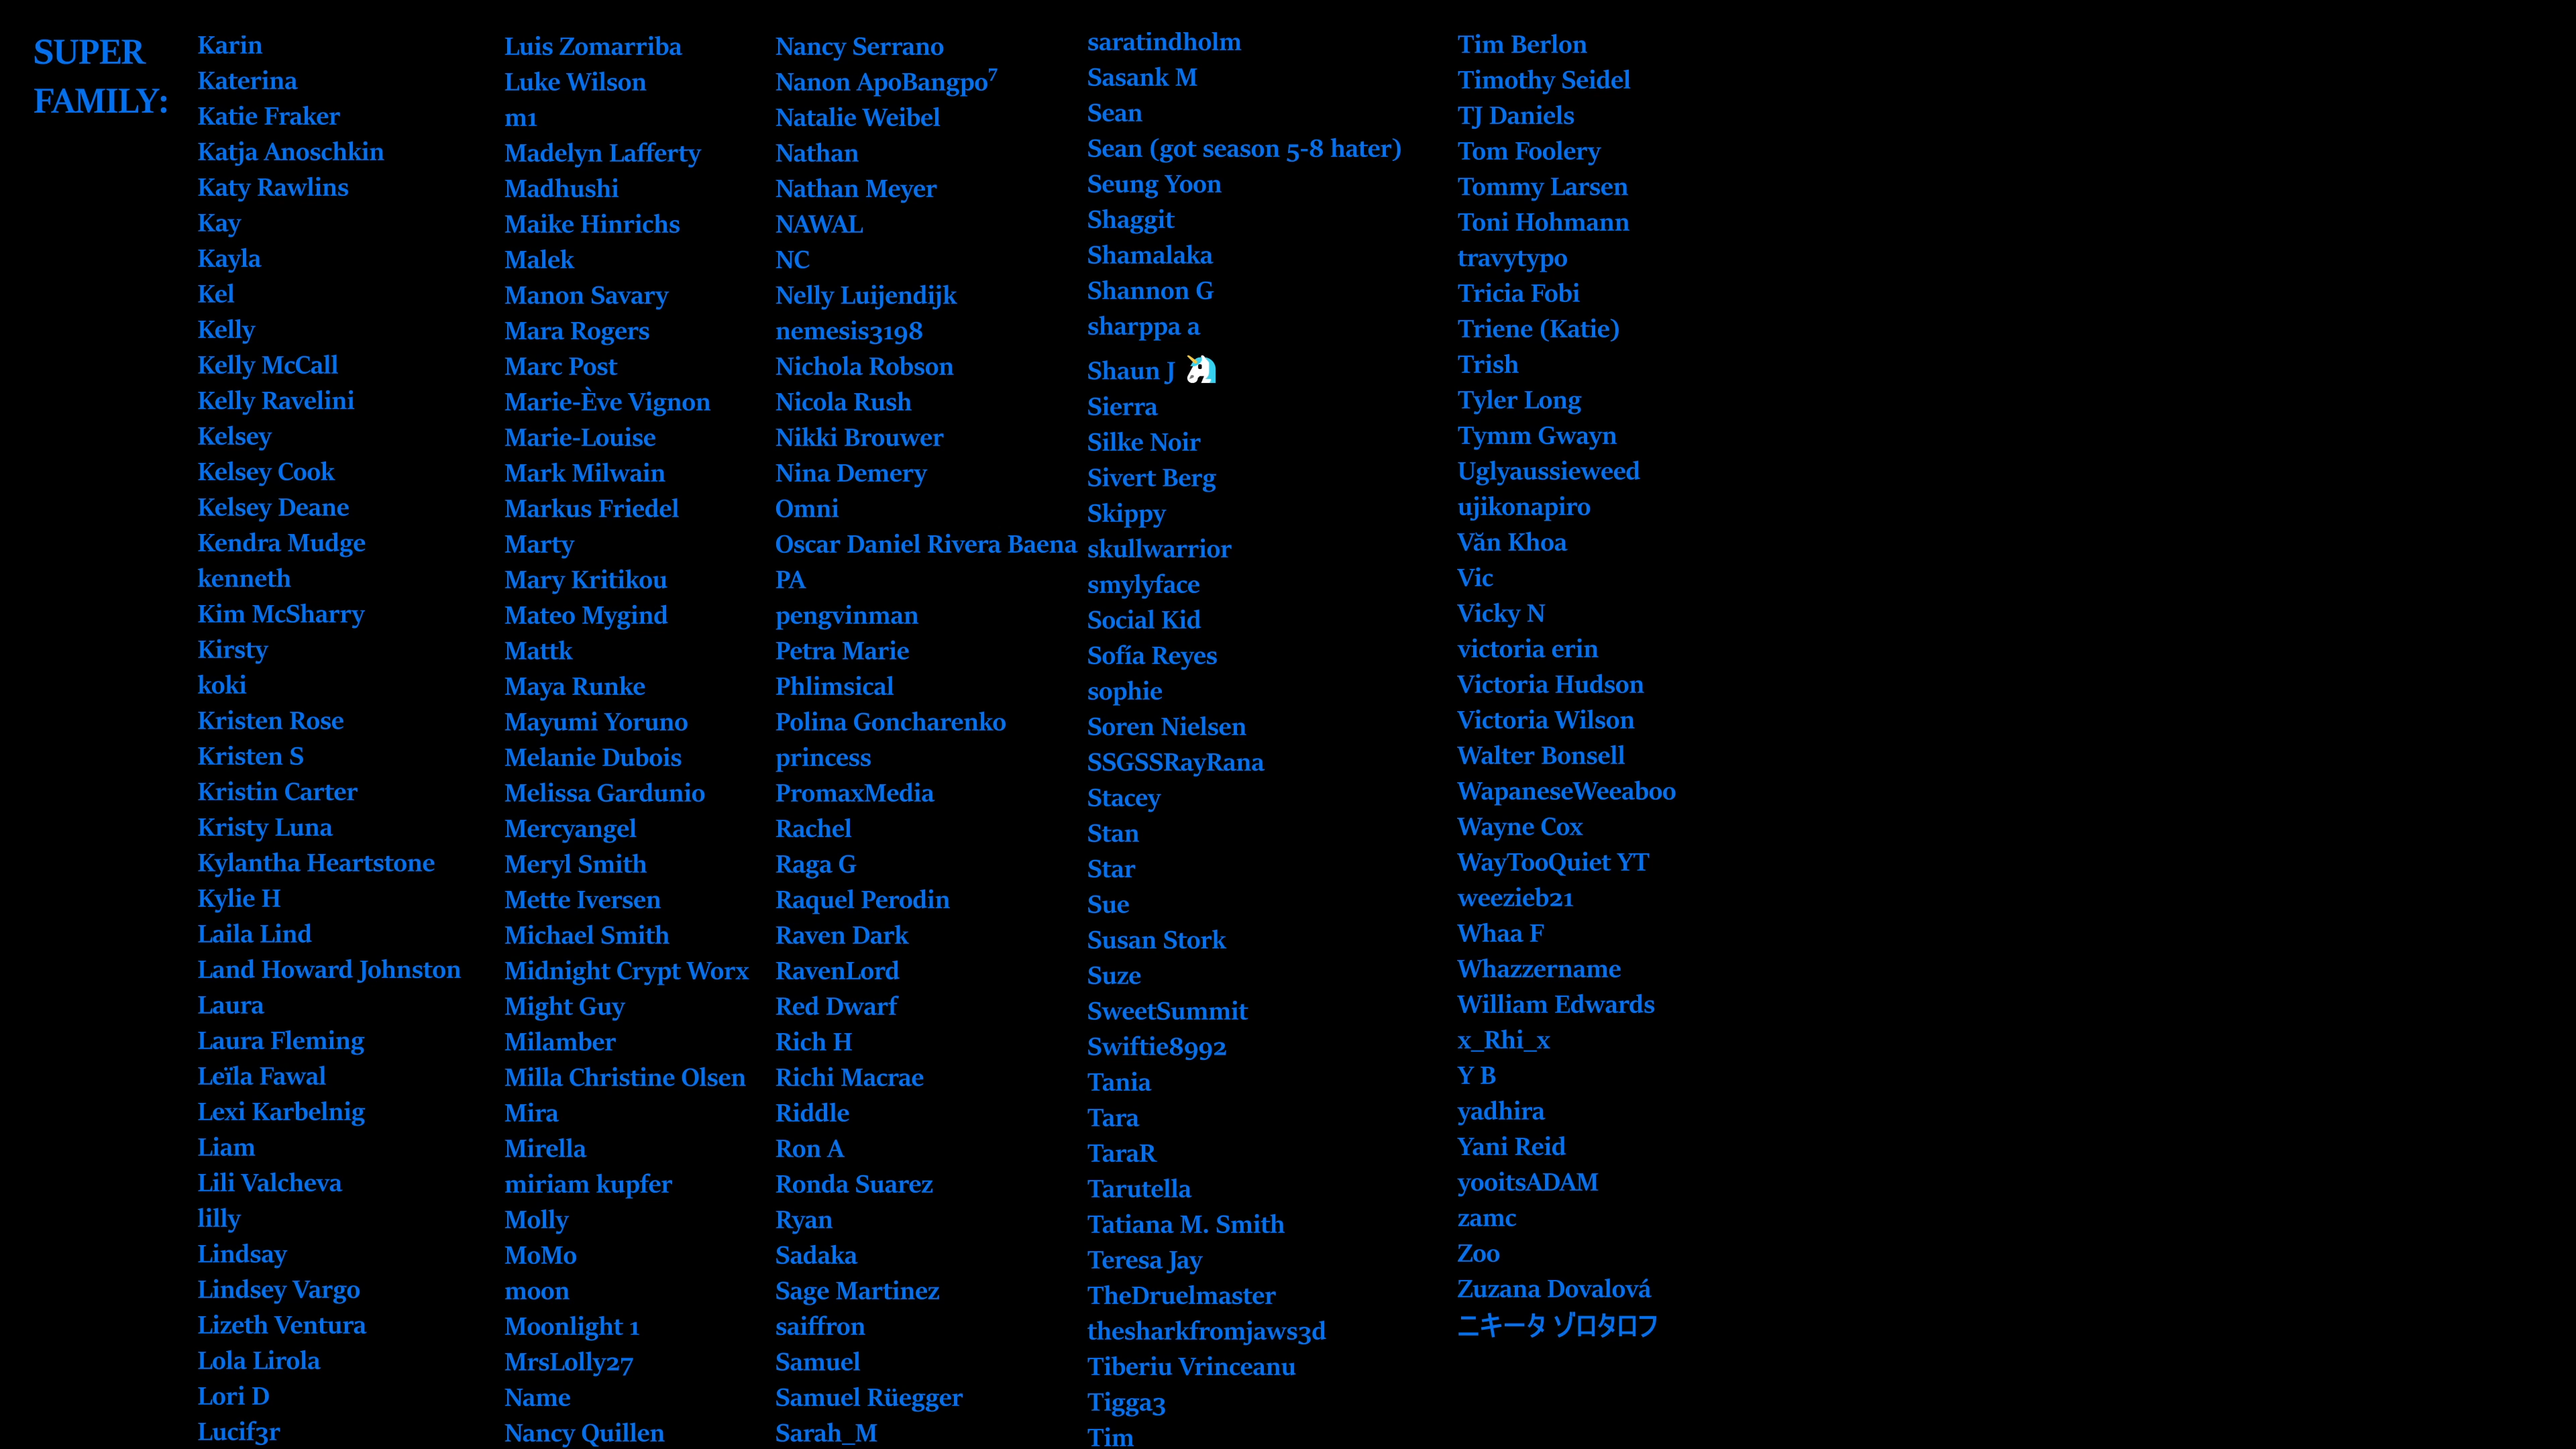 SUPER
FAMILY:
Karin
Katerina
Katie Fraker
Katja Anoschkin
Katy Rawlins
Kay
Kayla
Kel
Kelly
Kelly McCall
Kelly Ravelini
Kelsey
Kelsey Cook
Kelsey Deane
Kendra Mudge
kenneth
Kim McSharry
Kirsty
koki
Kristen Rose
Kristen S
Kristin Carter
Kristy Luna
Kylantha Heartstone
Kylie H
Laila Lind
Land Howard Johnston
Laura
Laura Fleming
Leïla Fawal
Lexi Karbelnig
Liam
Lili Valcheva
lilly
Lindsay
Lindsey Vargo
Lizeth Ventura
Lola Lirola
Lori D
Lucif3r
Luis Zomarriba
Luke Wilson
m1
Madelyn Lafferty
Madhushi
Maike Hinrichs
Malek
Manon Savary
Mara Rogers
Marc Post
Marie-Ève Vignon
Marie-Louise
Mark Milwain
Markus Friedel
Marty
Mary Kritikou
Mateo Mygind
Mattk
Maya Runke
Mayumi Yoruno
Melanie Dubois
Melissa Gardunio
Mercyangel
Meryl Smith
Mette Iversen
Michael Smith
Midnight Crypt Worx
Might Guy
Milamber
Milla Christine Olsen
Mira
Mirella
miriam kupfer
Molly
MoMo
moon
Moonlight 1
MrsLolly27
Name
Nancy Quillen
Nancy Serrano
Nanon ApoBangpo⁷
Natalie Weibel
Nathan
Nathan Meyer
NAWAL
NC
Nelly Luijendijk
nemesis3198
Nichola Robson
Nicola Rush
Nikki Brouwer
Nina Demery
Omni
Oscar Daniel Rivera Baena
PA
pengvinman
Petra Marie
Phlimsical
Polina Goncharenko
princess
PromaxMedia
Rachel
Raga G
Raquel Perodin
Raven Dark
RavenLord
Red Dwarf
Rich H
Richi Macrae
Riddle
Ron A
Ronda Suarez
Ryan
Sadaka
Sage Martinez
saiffron
Samuel
Samuel Rüegger
Sarah_M
saratindholm
Sasank M
Sean
Sean (got season 5-8 hater)
Seung Yoon
Shaggit
Shamalaka
Shannon G
sharppa a
Shaun J 🦄
Sierra
Silke Noir
Sivert Berg
Skippy
skullwarrior
smylyface
Social Kid
Sofía Reyes
sophie
Soren Nielsen
SSGSSRayRana
Stacey
Stan
Star
Sue
Susan Stork
Suze
SweetSummit
Swiftie8992
Tania
Tara
TaraR
Tarutella
Tatiana M. Smith
Teresa Jay
TheDruelmaster
thesharkfromjaws3d
Tiberiu Vrinceanu
Tigga3
Tim
Tim Berlon
Timothy Seidel
TJ Daniels
Tom Foolery
Tommy Larsen
Toni Hohmann
travytypo
Tricia Fobi
Triene (Katie)
Trish
Tyler Long
Tymm Gwayn
Uglyaussieweed
ujikonapiro
Văn Khoa
Vic
Vicky N
victoria erin
Victoria Hudson
Victoria Wilson
Walter Bonsell
WapaneseWeeaboo
Wayne Cox
WayTooQuiet YT
weezieb21
Whaa F
Whazzername
William Edwards
x_Rhi_x
Y B
yadhira
Yani Reid
yooitsADAM
zamc
Zoo
Zuzana Dovalová
ニキータ ゾロタロフ